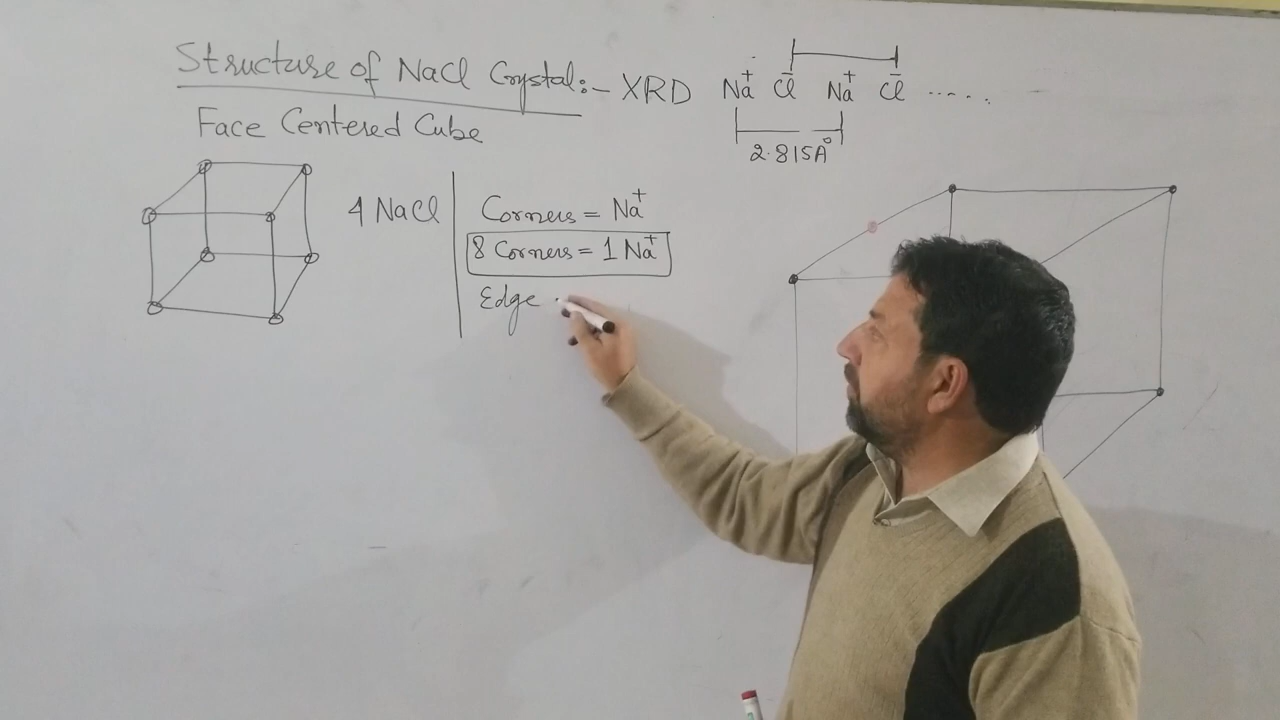 Structure of NaCl Crystal:- XRD Na⁺ Cl⁻ Na⁺ Cl⁻ .....
Face Centered Cube
2.815A°
4 NaCl
Corners = Na⁺
8 Corners = 1 Na⁺
Edge